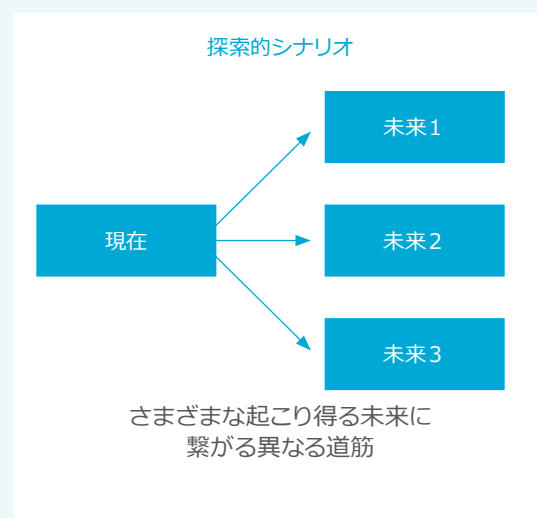 探索的シナリオ
未来1
現在
未来2
未来3
さまざまな起こり得る未来に
繋がる異なる道筋